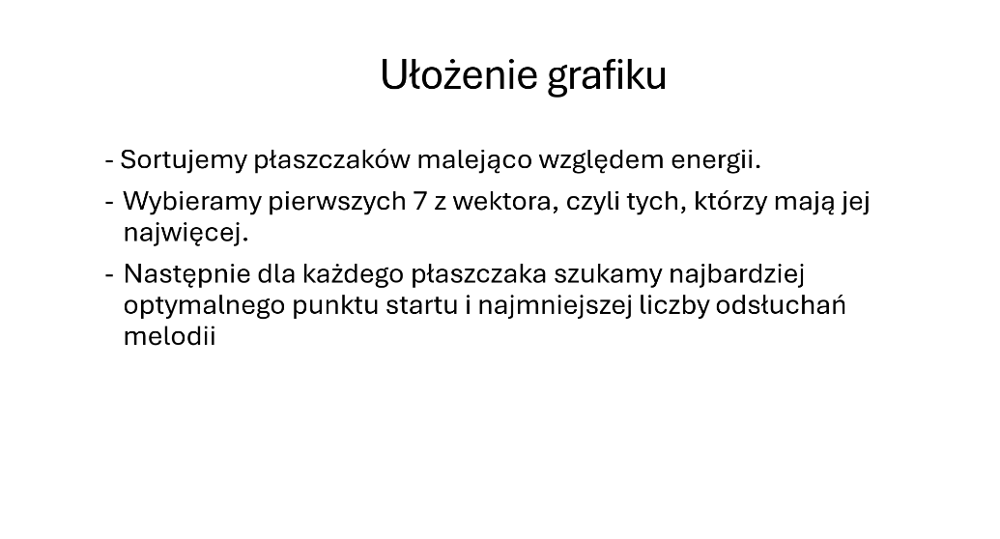 Ułożenie grafiku
- Sortujemy płaszczaków malejąco względem energii.
- Wybieramy pierwszych 7 z wektora, czyli tych, którzy mają jej
najwięcej.
- Następnie dla każdego płaszczaka szukamy najbardziej
optymalnego punktu startu i najmniejszej liczby odsłuchań
melodii